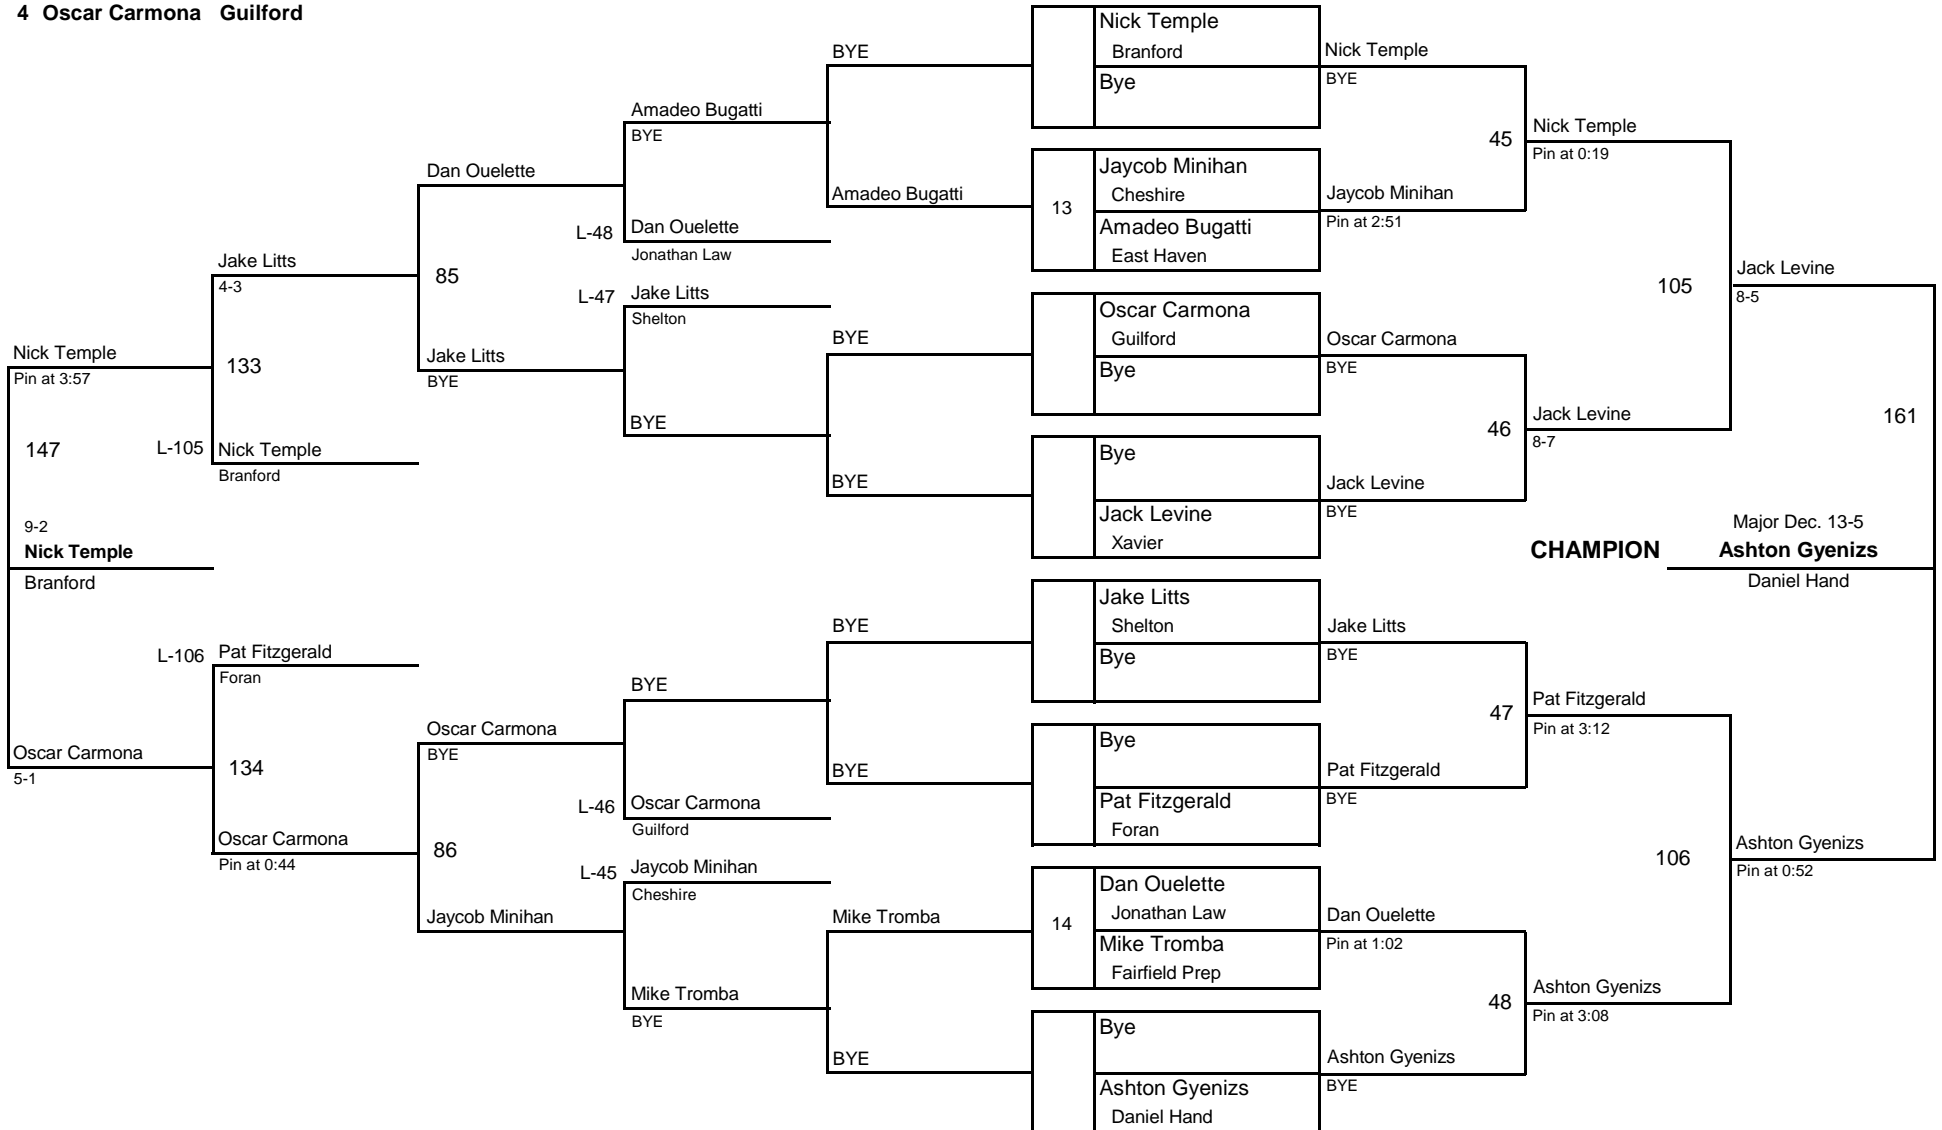 4 Oscar Carmona Guilford
Nick Temple
Branford
Bye
Nick Temple
BYE
BYE
Amadeo Bugatti
BYE
45
Nick Temple
Pin at 0:19
Dan Ouelette
Amadeo Bugatti
13
Jaycob Minihan
Cheshire
Amadeo Bugatti
East Haven
Jaycob Minihan
Pin at 2:51
L-48
Dan Ouelette
Jonathan Law
Jake Litts
4-3
85
L-47
Jake Litts
Shelton
105
Jack Levine
8-5
BYE
Oscar Carmona
Guilford
Bye
Oscar Carmona
BYE
Nick Temple
Pin at 3:57
133
Jake Litts
BYE
BYE
46
Jack Levine
8-7
161
147
L-105
Nick Temple
Branford
BYE
Bye
Jack Levine
Xavier
Jack Levine
BYE
9-2
Nick Temple
Branford
CHAMPION
Major Dec. 13-5
Ashton Gyenizs
Daniel Hand
BYE
Jake Litts
Shelton
Bye
Jake Litts
BYE
L-106
Pat Fitzgerald
Foran
BYE
47
Pat Fitzgerald
Pin at 3:12
Oscar Carmona
BYE
Oscar Carmona
5-1
134
BYE
Bye
Pat Fitzgerald
Foran
Pat Fitzgerald
BYE
L-46
Oscar Carmona
Guilford
Oscar Carmona
Pin at 0:44
86
L-45
Jaycob Minihan
Cheshire
106
Ashton Gyenizs
Pin at 0:52
Jaycob Minihan
Mike Tromba
14
Dan Ouelette
Jonathan Law
Mike Tromba
Fairfield Prep
Dan Ouelette
Pin at 1:02
Mike Tromba
BYE
48
Ashton Gyenizs
Pin at 3:08
BYE
Bye
Ashton Gyenizs
Daniel Hand
Ashton Gyenizs
BYE